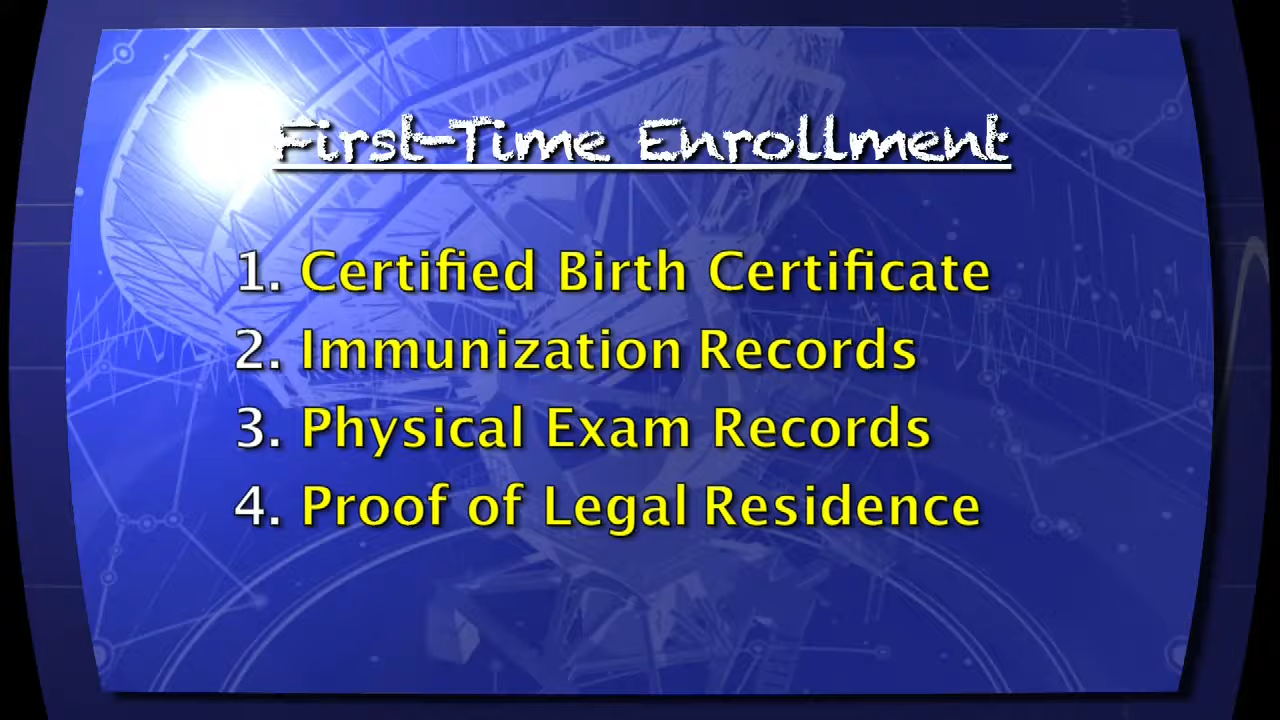 First-Time Enrollment
1. Certified Birth Certificate
2. Immunization Records
3. Physical Exam Records
4. Proof of Legal Residence